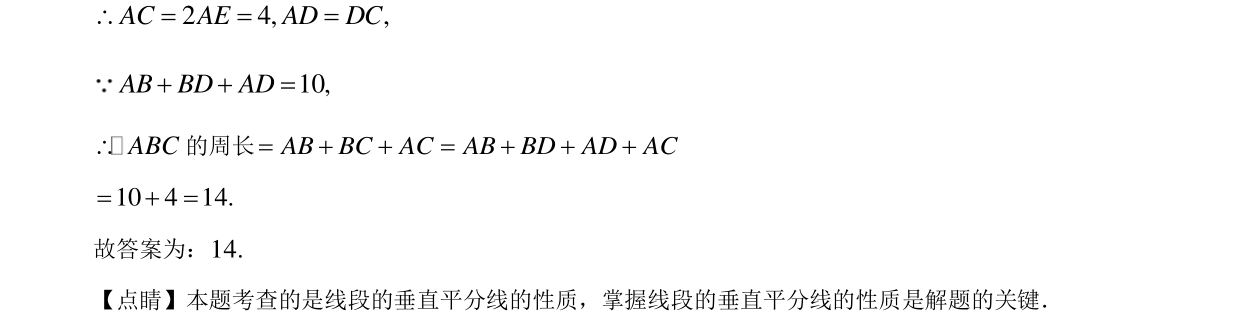 ∴ AC = 2AE = 4, AD = DC,
∵ AB + BD + AD = 10,
∴□ ABC 的周长 = AB + BC + AC = AB + BD + AD + AC
= 10 + 4 = 14.
故答案为：14.
【点睛】本题考查的是线段的垂直平分线的性质，掌握线段的垂直平分线的性质是解题的关键．